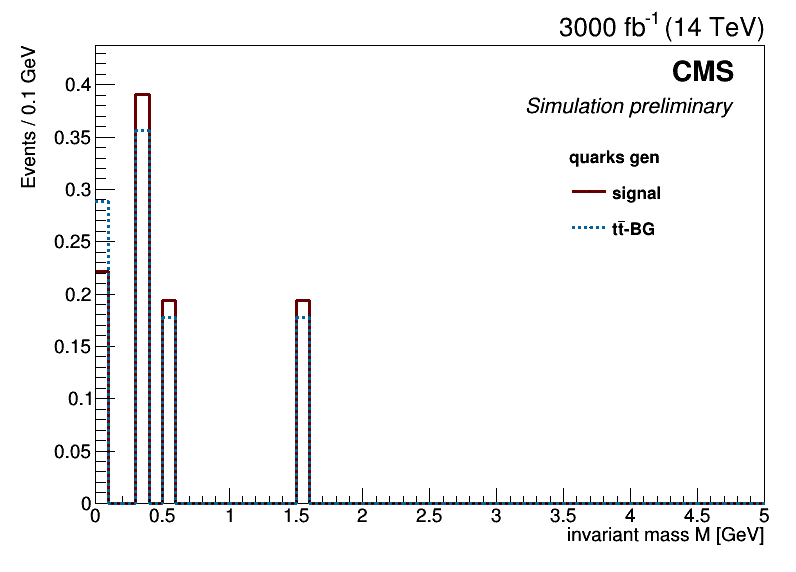 3000 fb⁻¹ (14 TeV)
Events / 0.1 GeV
CMS
Simulation preliminary
quarks gen
signal
tt̄-BG
0.4
0.35
0.3
0.25
0.2
0.15
0.1
0.05
0
0 0.5 1 1.5 2 2.5 3 3.5 4 4.5 5
invariant mass M [GeV]